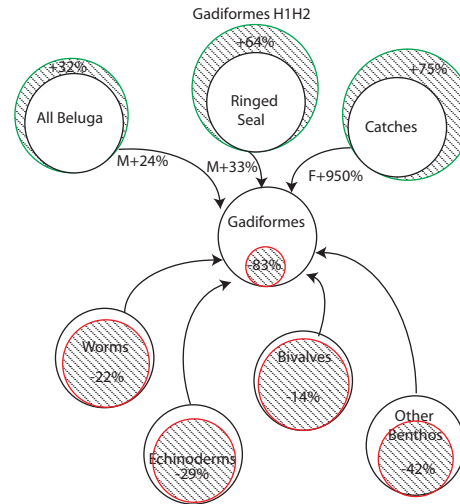 Gadiformes H1H2
+64%
+32%
+75%
Ringed
Seal
All Beluga
Catches
M+24%
M+33%
F+950%
Gadiformes
-83%
Worms
-22%
Bivalves
-14%
Other
Benthos
Echinoderms
-29%
-42%